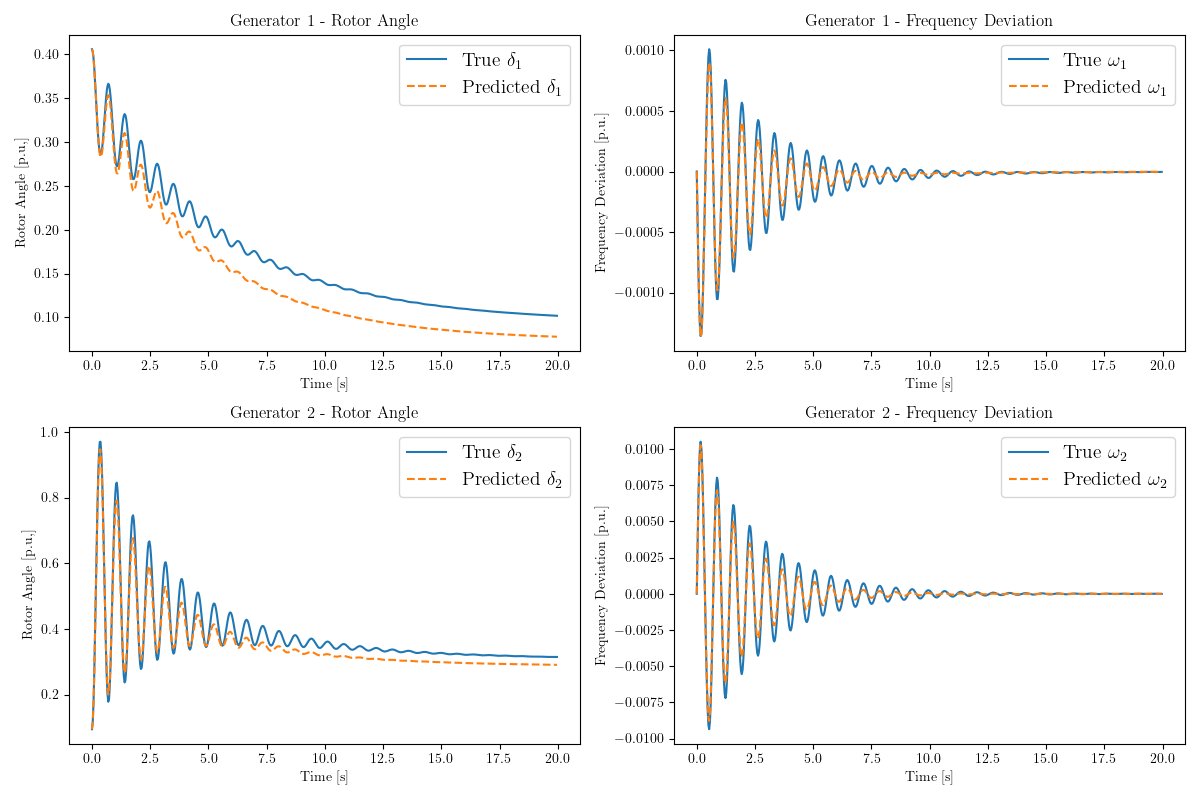 Generator 1 - Rotor Angle
0.40
0.35
0.30
0.25
0.20
0.15
0.10
Rotor Angle [p.u.]
True δ1
Predicted δ1
0.0 2.5 5.0 7.5 10.0 12.5 15.0 17.5 20.0
Time [s]
Generator 1 - Frequency Deviation
0.0010
0.0005
0.0000
−0.0005
−0.0010
Frequency Deviation [p.u.]
True ω1
Predicted ω1
0.0 2.5 5.0 7.5 10.0 12.5 15.0 17.5 20.0
Time [s]
Generator 2 - Rotor Angle
1.0
0.8
0.6
0.4
0.2
Rotor Angle [p.u.]
True δ2
Predicted δ2
0.0 2.5 5.0 7.5 10.0 12.5 15.0 17.5 20.0
Time [s]
Generator 2 - Frequency Deviation
0.0100
0.0075
0.0050
0.0025
0.0000
−0.0025
−0.0050
−0.0075
−0.0100
Frequency Deviation [p.u.]
True ω2
Predicted ω2
0.0 2.5 5.0 7.5 10.0 12.5 15.0 17.5 20.0
Time [s]